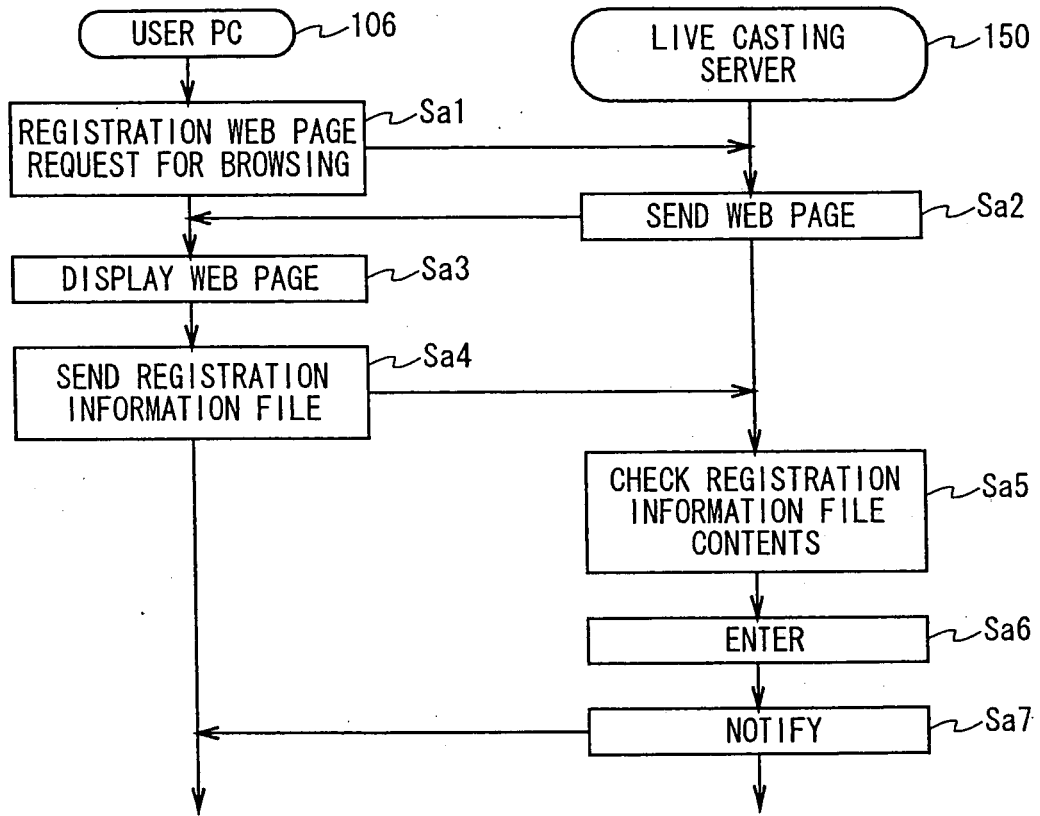 USER PC
106
LIVE CASTING
SERVER
150
REGISTRATION WEB PAGE
REQUEST FOR BROWSING
Sa1
SEND WEB PAGE
Sa2
DISPLAY WEB PAGE
Sa3
SEND REGISTRATION
INFORMATION FILE
Sa4
CHECK REGISTRATION
INFORMATION FILE
CONTENTS
Sa5
ENTER
Sa6
NOTIFY
Sa7